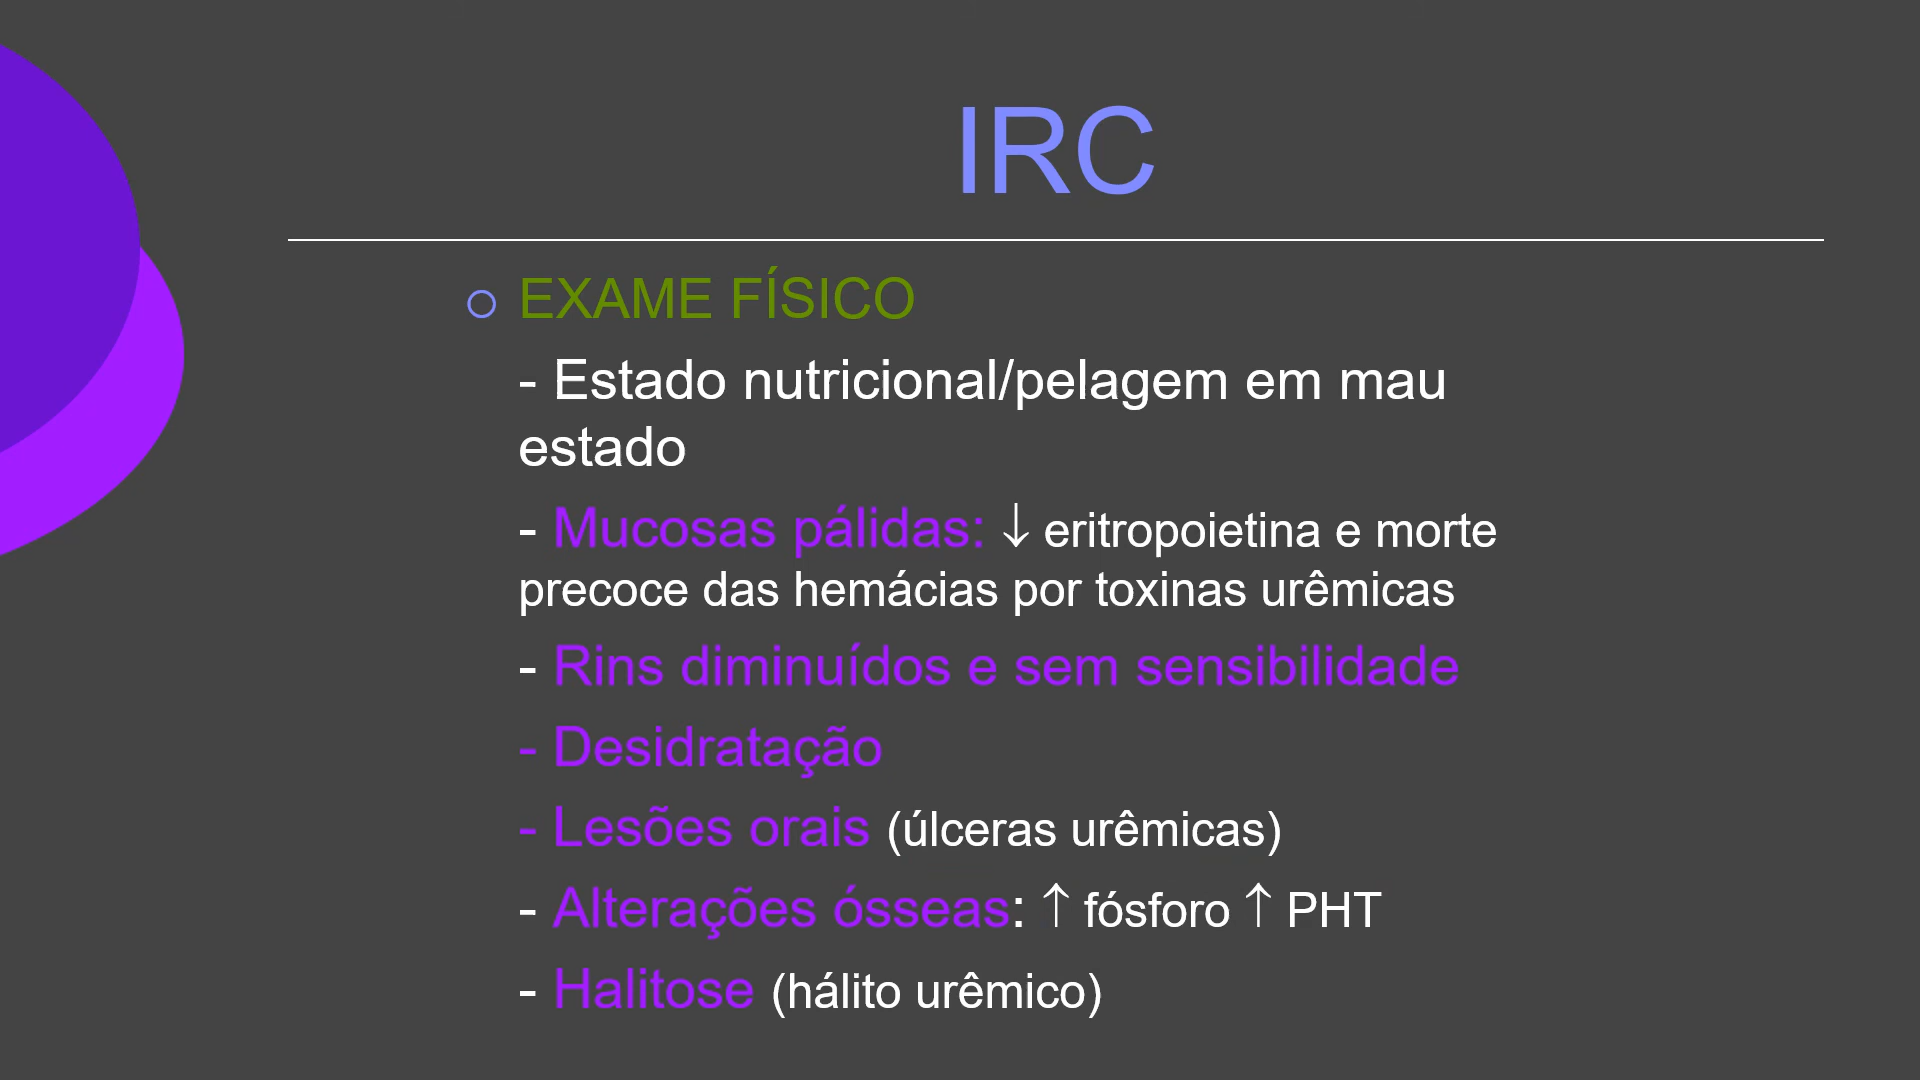 IRC
EXAME FÍSICO
- Estado nutricional/pelagem em mau
estado
- Mucosas pálidas: ↓ eritropoietina e morte
precoce das hemácias por toxinas urêmicas
- Rins diminuídos e sem sensibilidade
- Desidratação
- Lesões orais (úlceras urêmicas)
- Alterações ósseas: ↑ fósforo ↑ PHT
- Halitose (hálito urêmico)